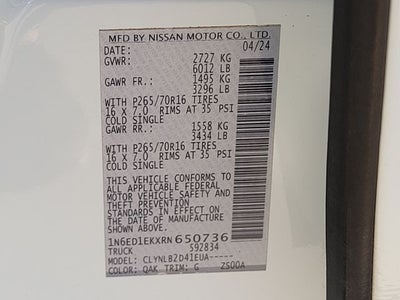 MFD BY NISSAN MOTOR CO., LTD.
DATE: 04/24
GVWR: 2727 KG
6012 LB
GAWR FR.: 1495 KG
3296 LB
WITH P265/70R16 TIRES
16 x 7.0 RIMS AT 35 PSI
COLD SINGLE
GAWR RR.: 1558 KG
3434 LB
WITH P265/70R16 TIRES
16 x 7.0 RIMS AT 35 PSI
COLD SINGLE
THIS VEHICLE CONFORMS TO
ALL APPLICABLE FEDERAL
MOTOR VEHICLE SAFETY AND
THEFT PREVENTION
STANDARDS IN EFFECT ON
THE DATE OF MANUFACTURE
SHOWN ABOVE
1N6ED1EKXRN650736
TRUCK 592834
MODEL: CLYNLB2D41EUA-----
COLOR: QAK TRIM: G ZS00A